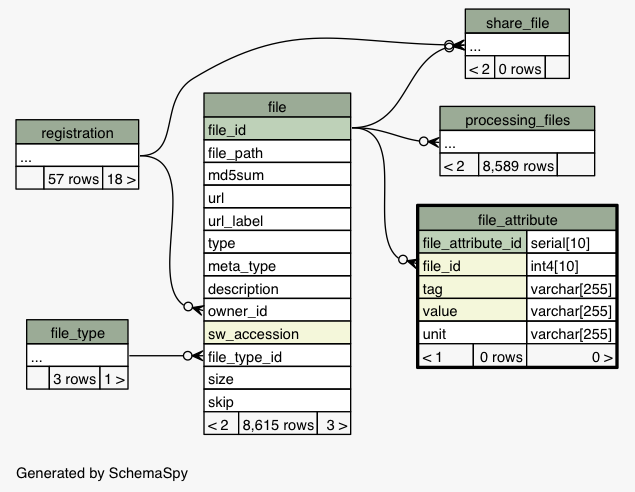 share_file
...
< 2 0 rows
file
file_id
file_path
md5sum
url
url_label
type
meta_type
description
owner_id
sw_accession
file_type_id
size
skip
< 2 8,615 rows 3 >
processing_files
...
< 2 8,589 rows
registration
...
57 rows 18 >
file_attribute
file_attribute_id serial[10]
file_id int4[10]
tag varchar[255]
value varchar[255]
unit varchar[255]
< 1 0 rows 0 >
file_type
...
3 rows 1 >
Generated by SchemaSpy